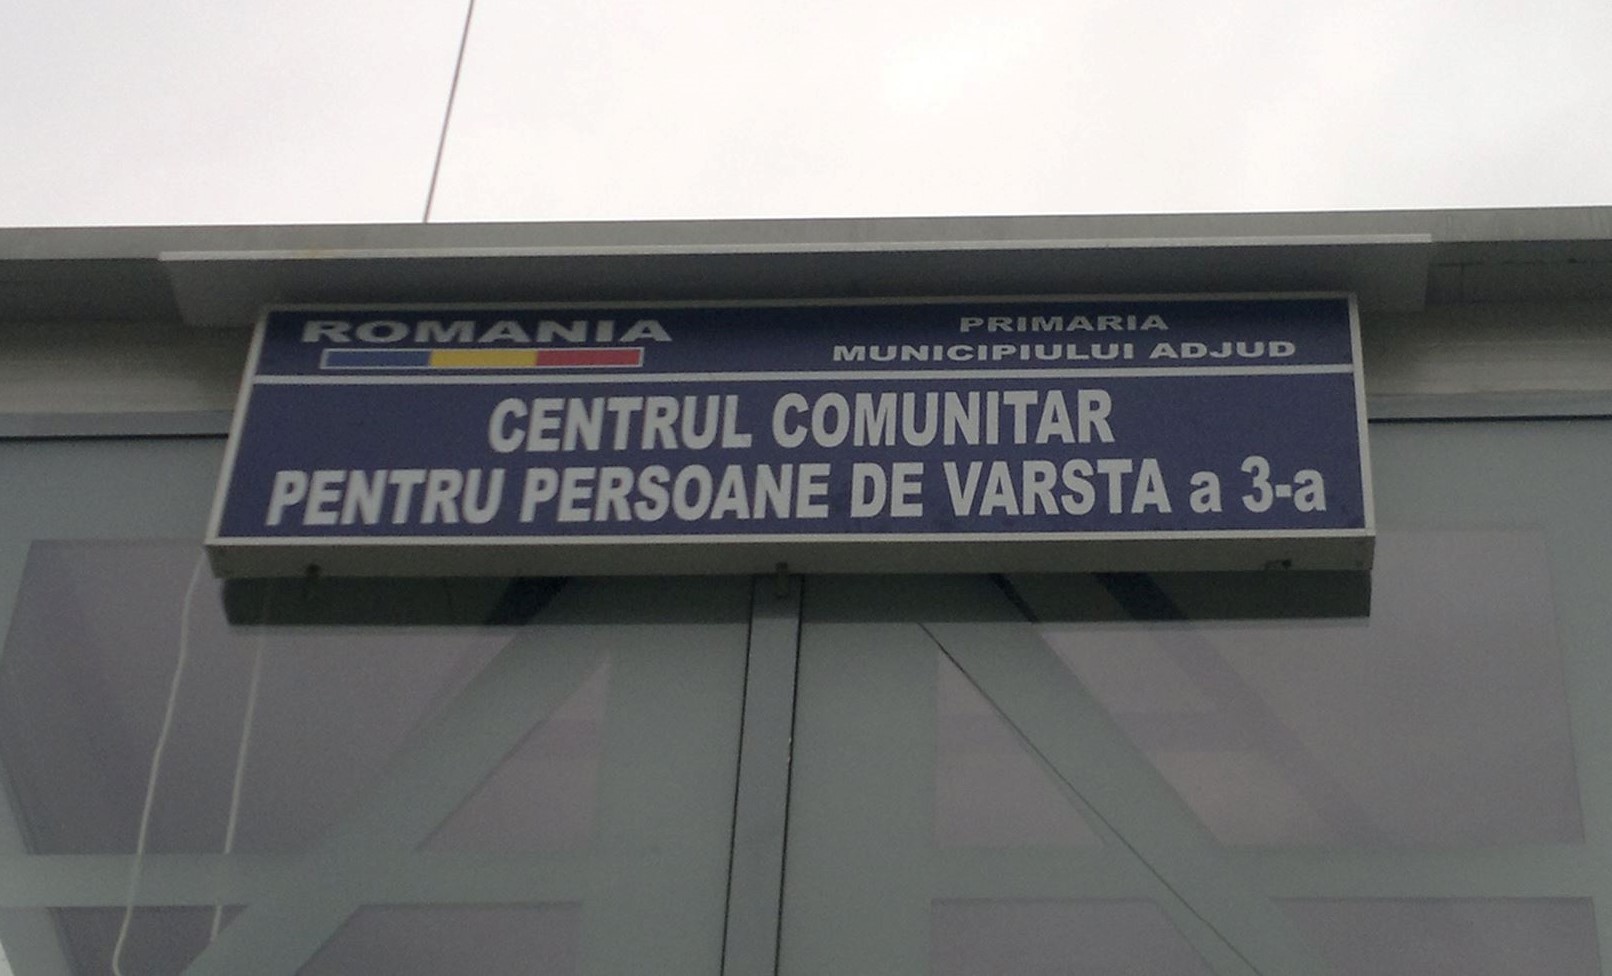 ROMANIA
PRIMARIA
MUNICIPIULUI ADJUD
CENTRUL COMUNITAR
PENTRU PERSOANE DE VARSTA a 3-a